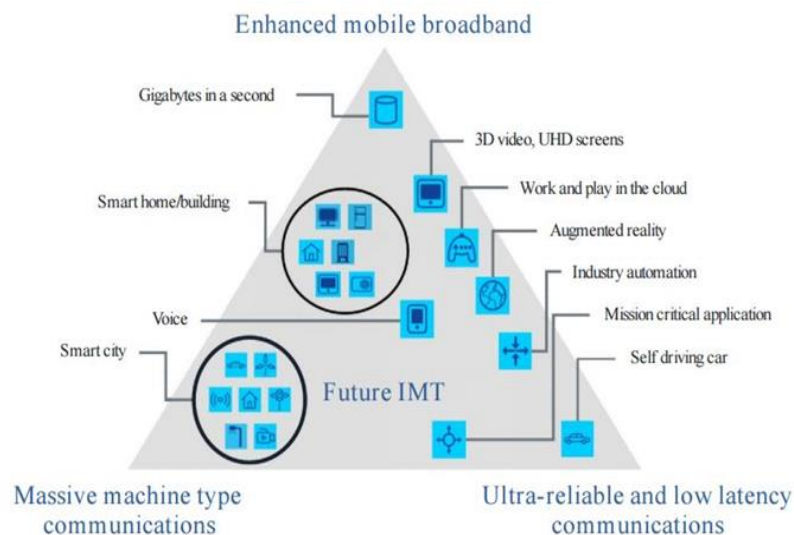 Enhanced mobile broadband
Gigabytes in a second
3D video, UHD screens
Smart home/building
Work and play in the cloud
Augmented reality
Industry automation
Voice
Mission critical application
Smart city
Self driving car
Future IMT
Massive machine type
communications
Ultra-reliable and low latency
communications